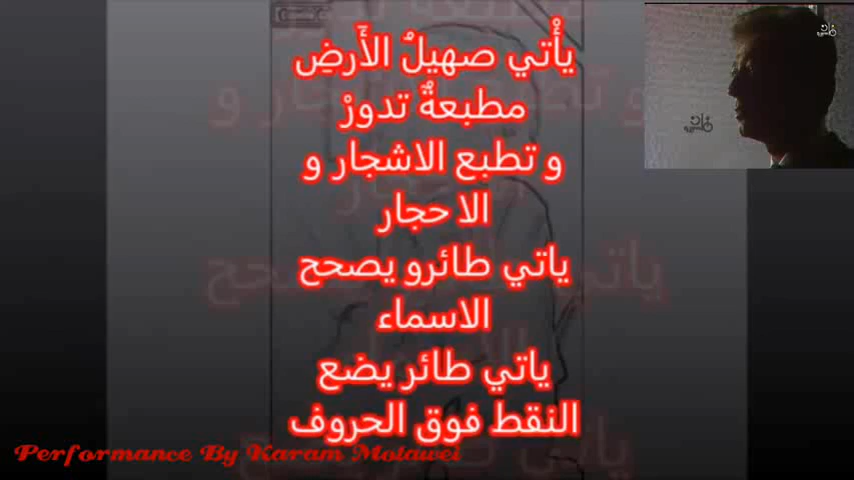 يأْتي صهيلُ الأَرضِ
مطبعةٌ تدورْ
و تطبع الاشجار و
الا حجار
ياتي طائرو يصحح
الاسماء
ياتي طائر يضع
النقط فوق الحروف
Performance By Karam Motawei